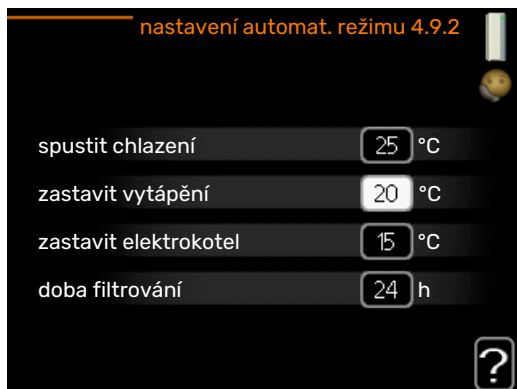 nastavení automat. režimu 4.9.2
spustit chlazení 25 °C
zastavit vytápění 20 °C
zastavit elektrokotel 15 °C
doba filtrování 24 h
?